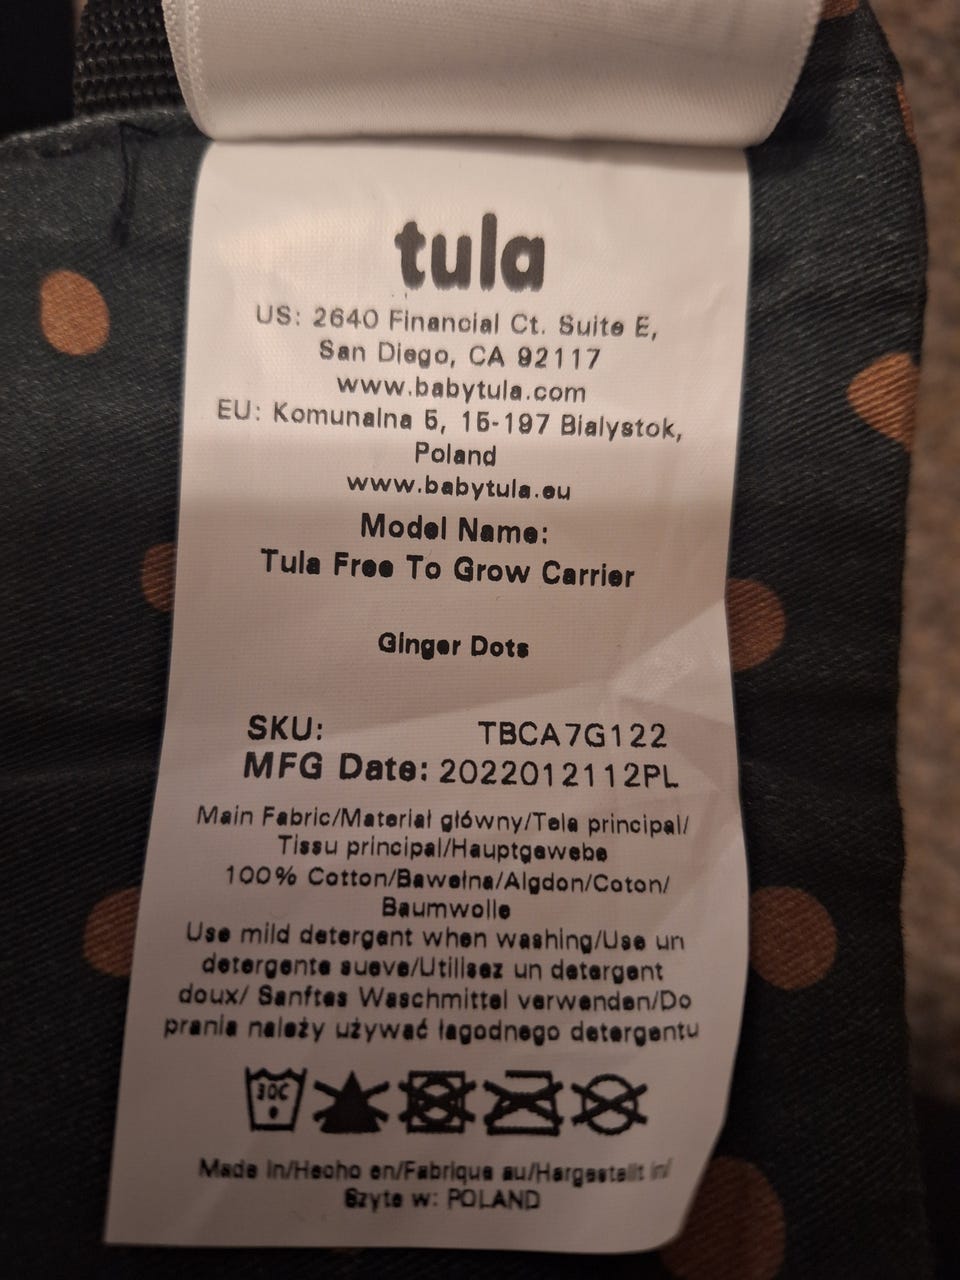 tula
US: 2640 Financial Ct. Suite E,
San Diego, CA 92117
www.babytula.com
EU: Komunalna 5, 15-197 Bialystok,
Poland
www.babytula.eu
Model Name:
Tula Free To Grow Carrier
Ginger Dots
SKU: TBCA7G122
MFG Date: 2022012112PL
Main Fabric/Materiał główny/Tela principal/
Tissu principal/Hauptgewebe
100% Cotton/Bawełna/Algdon/Coton/
Baumwolle
Use mild detergent when washing/Use un
detergente sueve/Utilisez un detergent
doux/ Sanftes Waschmittel verwenden/Do
prania należy używać łagodnego detergentu
30C
Made in/Hecho en/Fabrique au/Hargestellt in/
Szyte w: POLAND